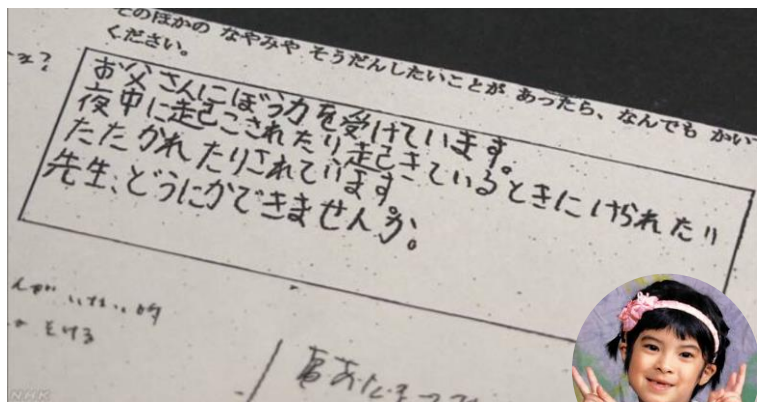 そのほかの なやみや そうだんしたいことが あったら、なんでも かいて
ください。
お父さんにぼう力を受けています。
夜中に起こされたり起きているときにけられたり
たたかれたりされています。
先生、どうにかできませんか。
NHK